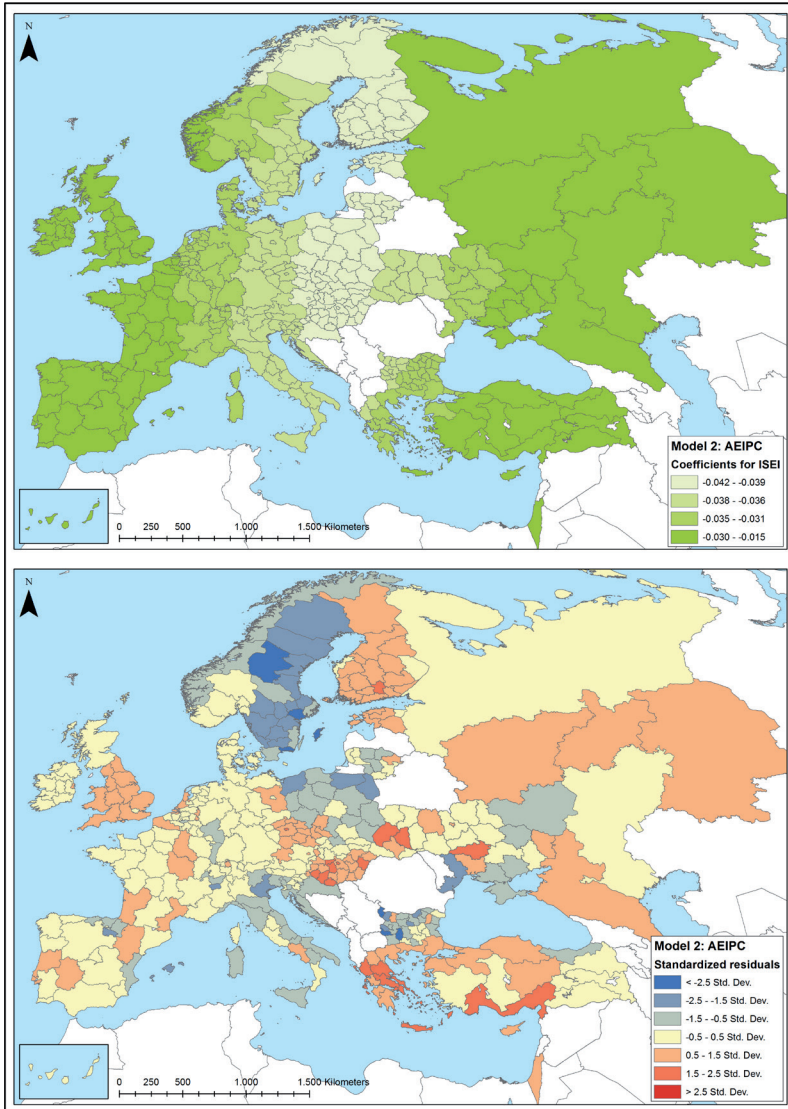 N
Model 2: AEIPC
Coefficients for ISEI
-0.042 - -0.039
-0.038 - -0.036
-0.035 - -0.031
-0.030 - -0.015
0 250 500 1.000 1.500 Kilometers
N
Model 2: AEIPC
Standardized residuals
< -2.5 Std. Dev.
-2.5 - -1.5 Std. Dev.
-1.5 - -0.5 Std. Dev.
-0.5 - 0.5 Std. Dev.
0.5 - 1.5 Std. Dev.
1.5 - 2.5 Std. Dev.
> 2.5 Std. Dev.
0 250 500 1.000 1.500 Kilometers